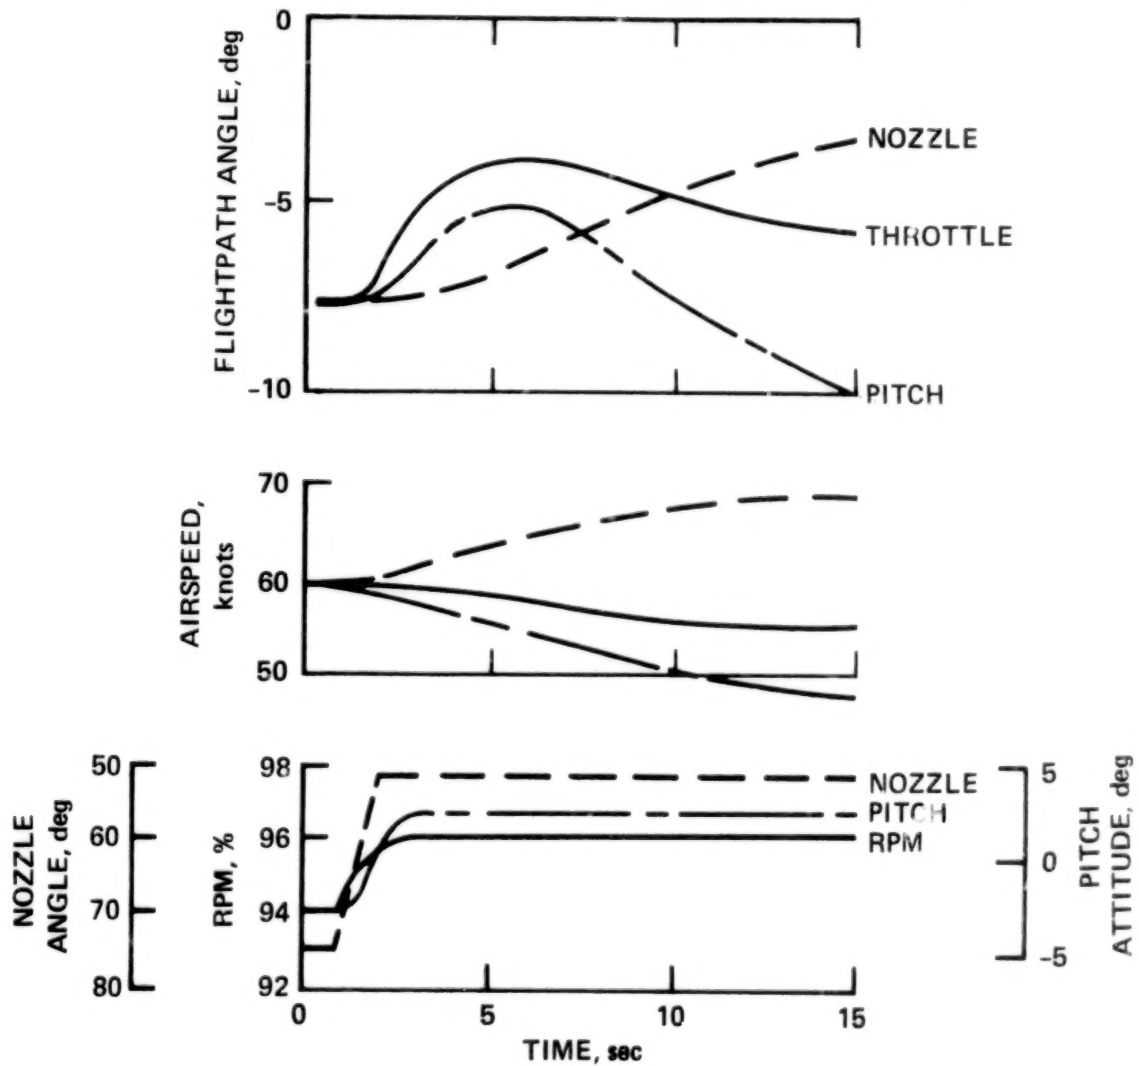 0
-5
-10
FLIGHTPATH ANGLE, deg
NOZZLE
THROTTLE
PITCH
70
60
50
AIRSPEED,
knots
50
60
70
80
NOZZLE
ANGLE, deg
98
96
94
92
RPM, %
NOZZLE
PITCH
RPM
5
0
-5
PITCH
ATTITUDE, deg
0
5
10
15
TIME, sec